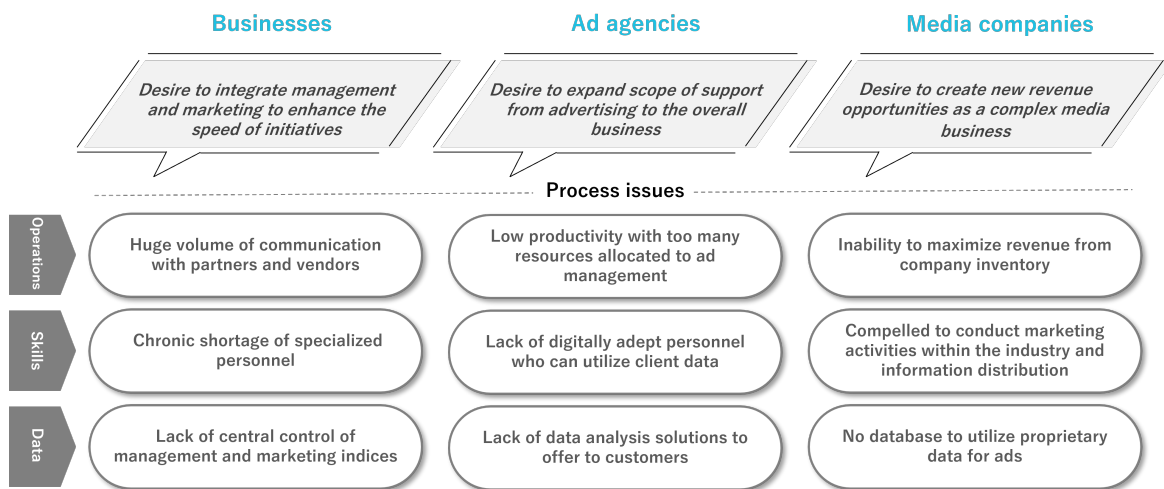 Businesses
Ad agencies
Media companies
Desire to integrate management
and marketing to enhance the
speed of initiatives
Desire to expand scope of support
from advertising to the overall
business
Desire to create new revenue
opportunities as a complex media
business
Process issues
Operations
Huge volume of communication
with partners and vendors
Low productivity with too many
resources allocated to ad
management
Inability to maximize revenue from
company inventory
Skills
Chronic shortage of specialized
personnel
Lack of digitally adept personnel
who can utilize client data
Compelled to conduct marketing
activities within the industry and
information distribution
Data
Lack of central control of
management and marketing indices
Lack of data analysis solutions to
offer to customers
No database to utilize proprietary
data for ads